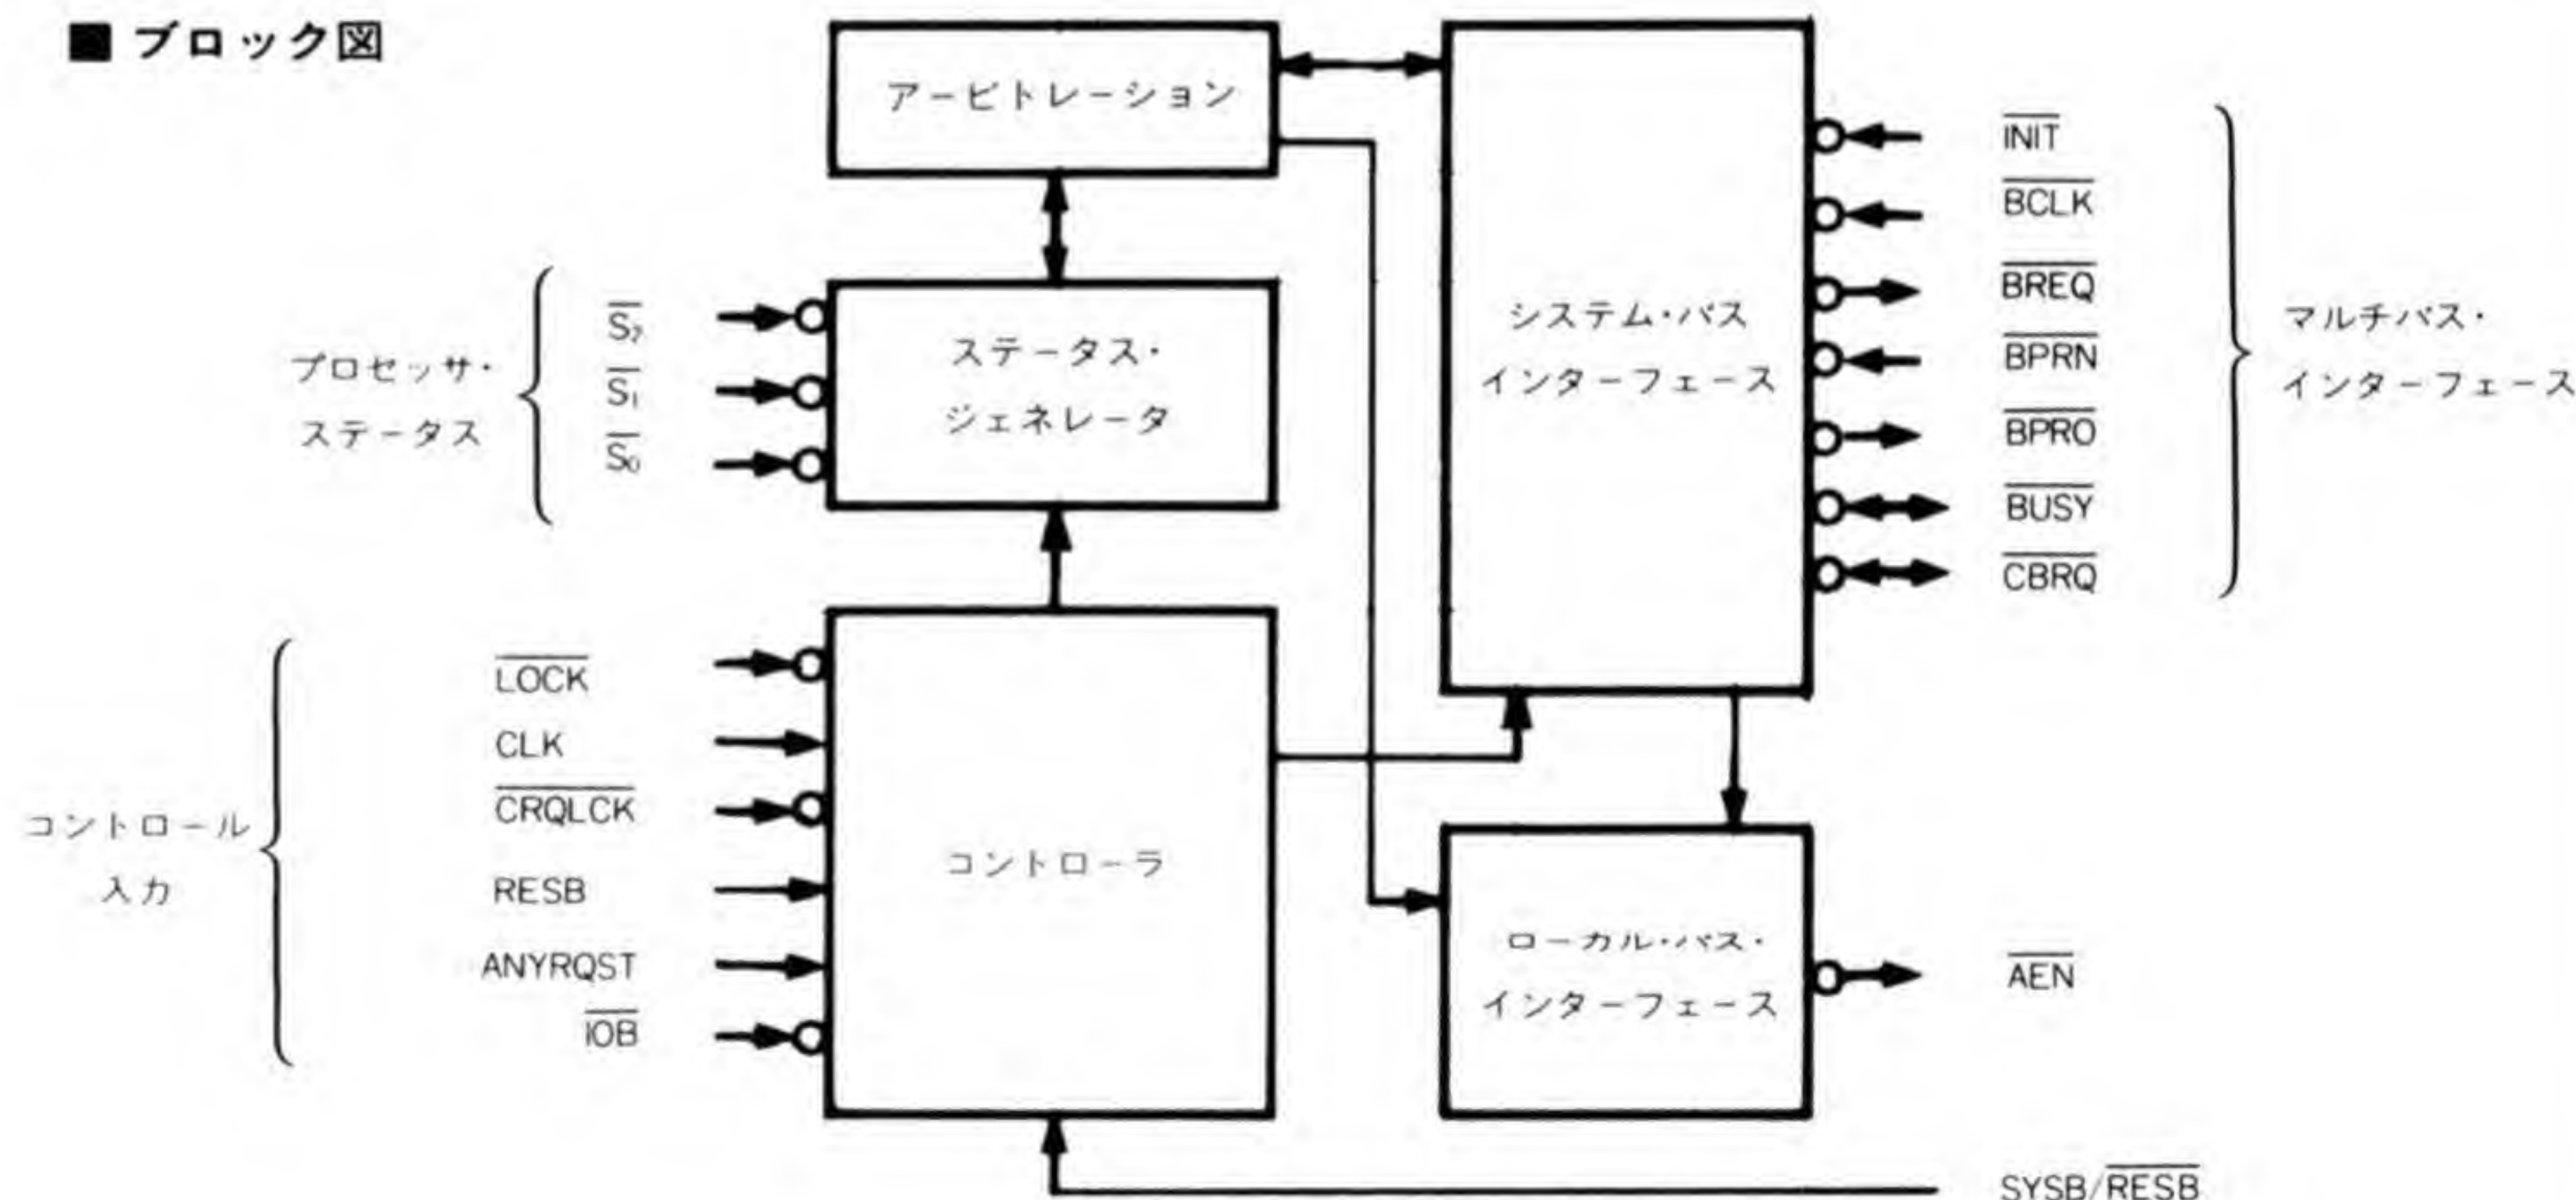 ■ ブロック図
アービトレーション
システム・バス
インターフェース
INIT
BCLK
BREQ
BPRN
BPRO
BUSY
CBRQ
マルチバス・
インターフェース
プロセッサ・
ステータス
S₂
S₁
S₀
ステータス・
ジェネレータ
コントロール
入力
LOCK
CLK
CRQLCK
RESB
ANYRQST
IOB
コントローラ
ローカル・バス・
インターフェース
AEN
SYSB/RESB